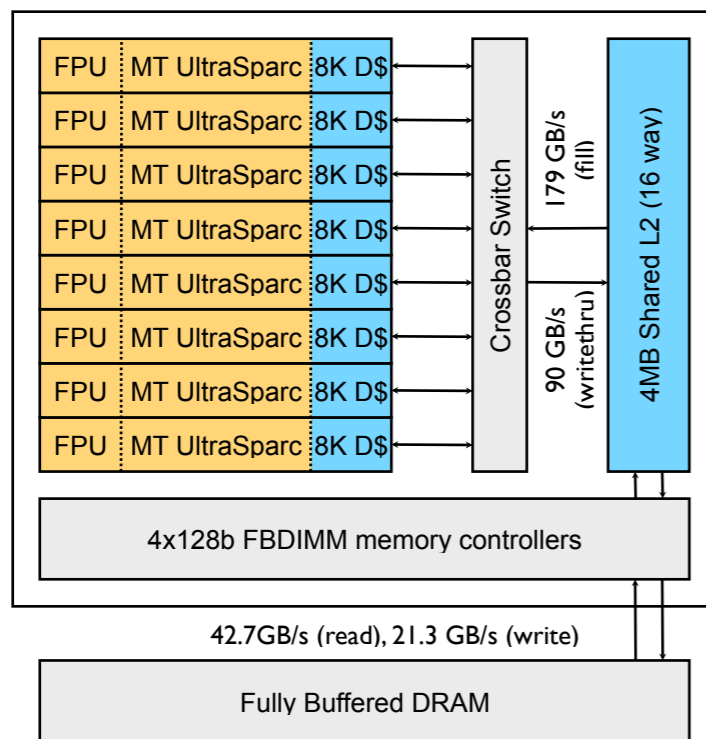 FPU MT UltraSparc 8K D$
FPU MT UltraSparc 8K D$
FPU MT UltraSparc 8K D$
FPU MT UltraSparc 8K D$
FPU MT UltraSparc 8K D$
FPU MT UltraSparc 8K D$
FPU MT UltraSparc 8K D$
FPU MT UltraSparc 8K D$
Crossbar Switch
179 GB/s
(fill)
90 GB/s
(writethru)
4MB Shared L2 (16 way)
4x128b FBDIMM memory controllers
42.7GB/s (read), 21.3 GB/s (write)
Fully Buffered DRAM